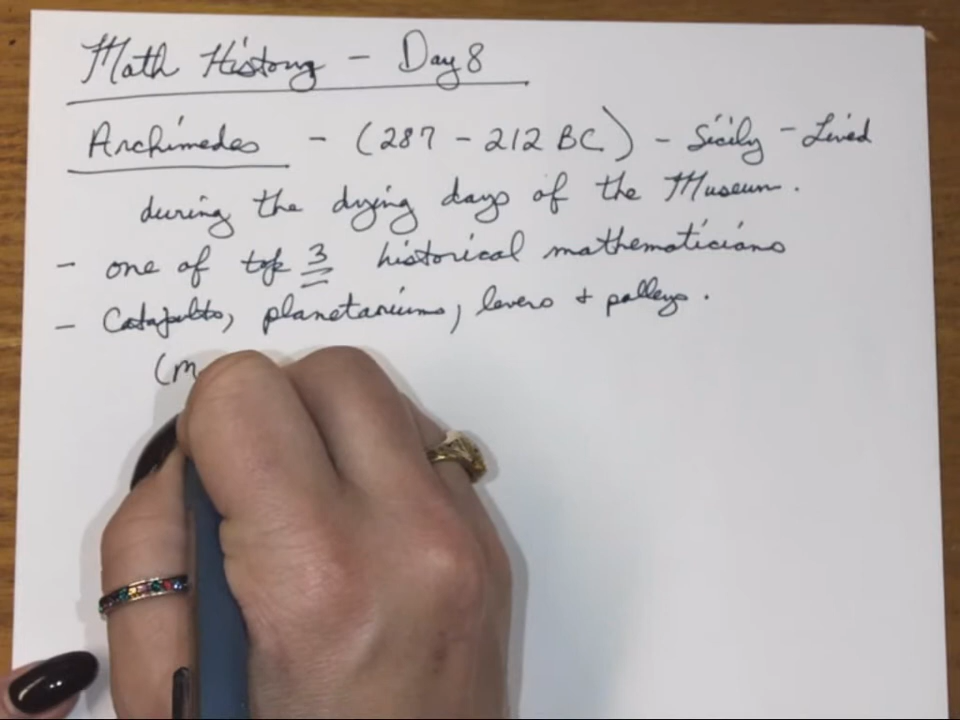 Math History - Day 8
Archimedes - (287 - 212 BC) - Sicily - Lived
during the dying days of the Museum.
- one of top 3 historical mathematicians
- Catapults, planetariums, levers + pulleys.
(m